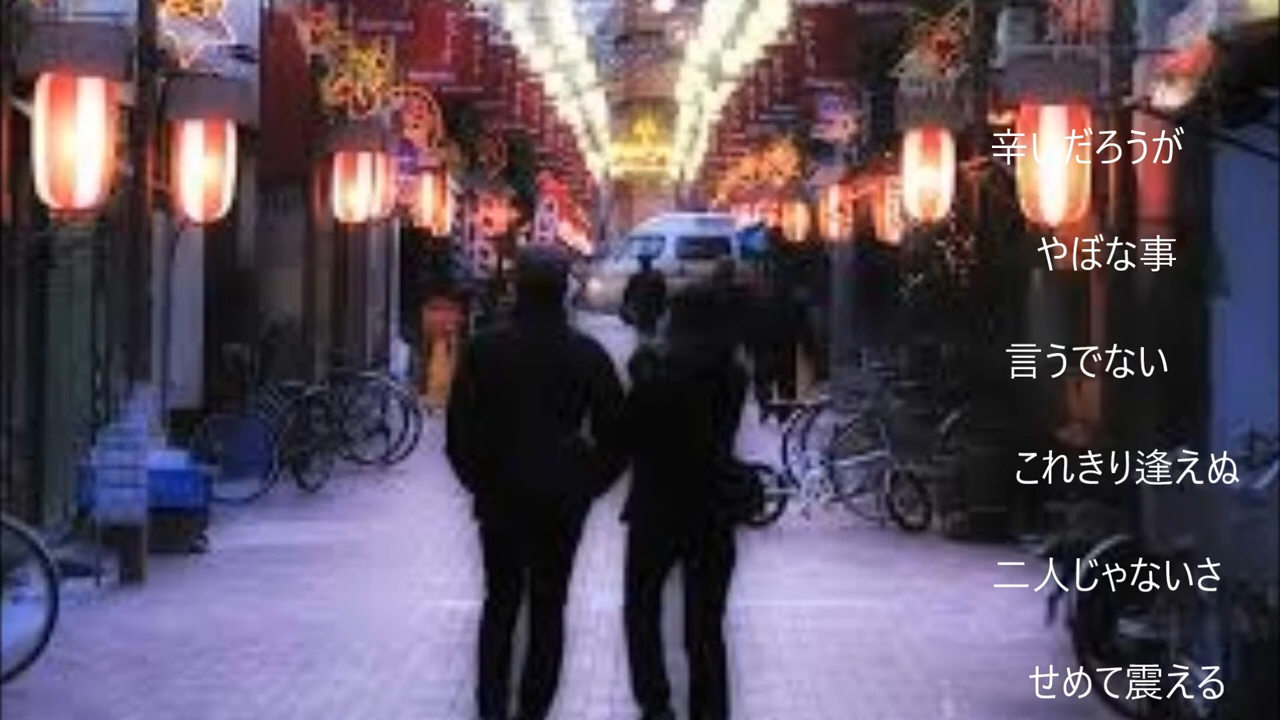 辛いだろうが
やぼな事
言うでない
これきり逢えぬ
二人じゃないさ
せめて震える